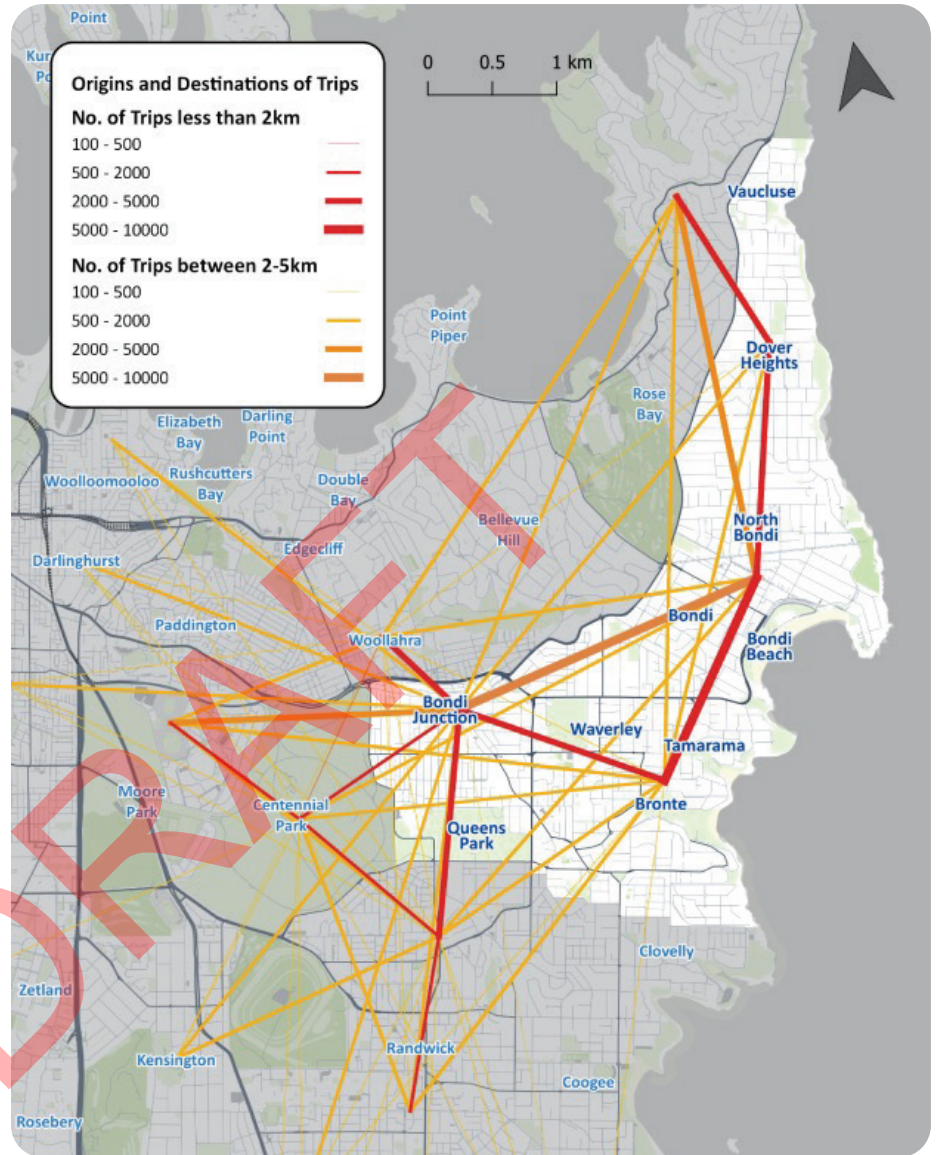 Point
Kur
Po
Origins and Destinations of Trips
No. of Trips less than 2km
100 - 500
500 - 2000
2000 - 5000
5000 - 10000
No. of Trips between 2-5km
100 - 500
500 - 2000
2000 - 5000
5000 - 10000
0 0.5 1 km
Vaucluse
Point
Piper
Dover
Heights
Rose
Bay
Elizabeth
Bay
Darling
Point
Woolloomooloo
Rushcutters
Bay
Double
Bay
Bellevue
Hill
North
Bondi
Edgecliff
Darlinghurst
Paddington
Woollahra
Bondi
Bondi
Beach
Bondi
Junction
Waverley
Tamarama
Moore
Park
Centennial
Park
Bronte
Queens
Park
Clovelly
Zetland
Kensington
Randwick
Coogee
Rosebery
DRAFT